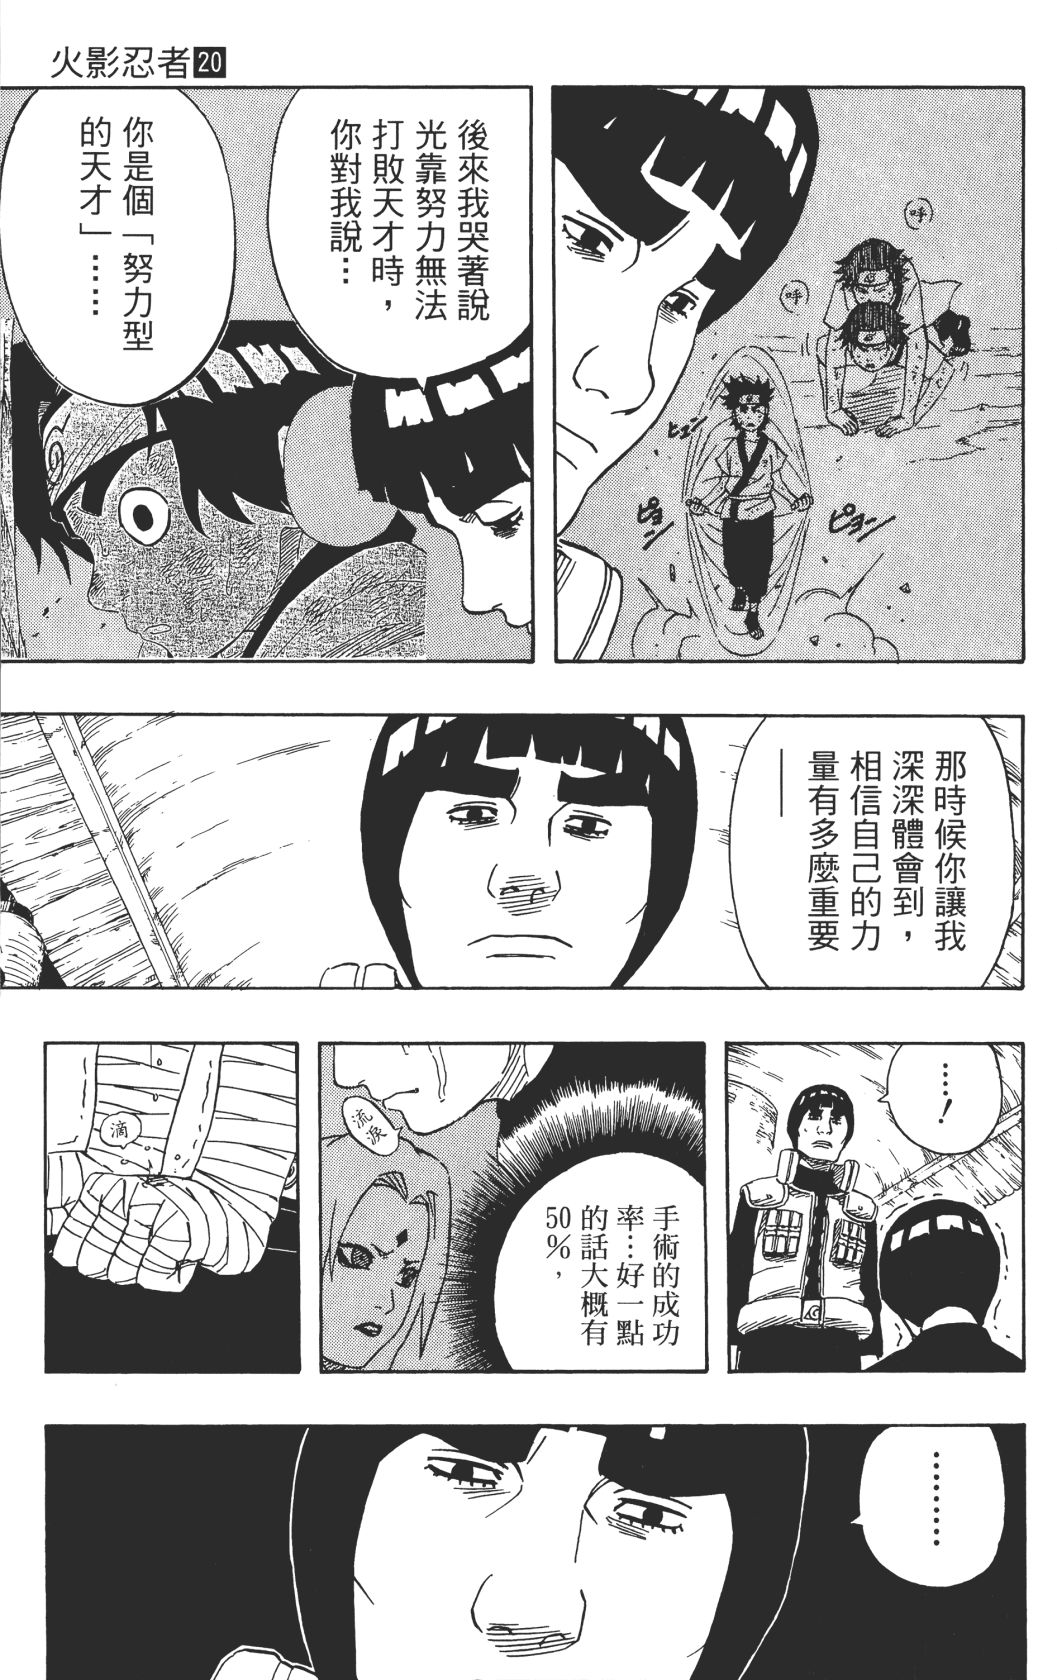 火影忍者20
呼
呼
ヒュン
ピョン
ピョン
後來我哭著說
光靠努力無法
打敗天才時，
你對我說…
你是個「努力型
的天才」……
那時候你讓我
深深體會到，
相信自己的力
量有多麼重要
——
……！
手術的成功
率…好一點
的話大概有
50%，
流淚
滴
………